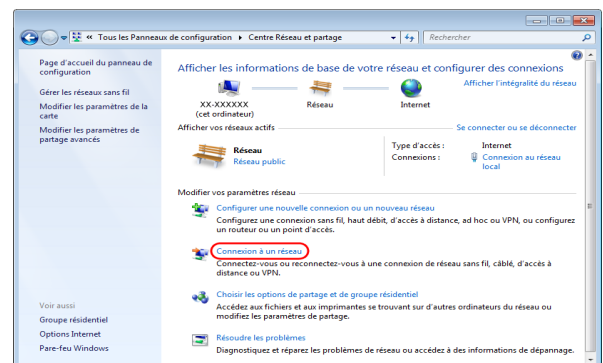 « Tous les Panneaux de configuration Centre Réseau et partage
Rechercher
Page d'accueil du panneau de
configuration
Gérer les réseaux sans fil
Modifier les paramètres de la
carte
Modifier les paramètres de
partage avancés
Voir aussi
Groupe résidentiel
Options Internet
Pare-feu Windows
Afficher les informations de base de votre réseau et configurer des connexions
Afficher l'intégralité du réseau
XX-XXXXXX
(cet ordinateur)
Réseau
Internet
Afficher vos réseaux actifs
Se connecter ou se déconnecter
Réseau
Réseau public
Type d'accès : Internet
Connexions : Connexion au réseau
local
Modifier vos paramètres réseau
Configurer une nouvelle connexion ou un nouveau réseau
Configurez une connexion sans fil, haut débit, d'accès à distance, ad hoc ou VPN, ou configurez
un routeur ou un point d'accès.
Connexion à un réseau
Connectez-vous ou reconnectez-vous à une connexion de réseau sans fil, câblé, d'accès à
distance ou VPN.
Choisir les options de partage et de groupe résidentiel
Accédez aux fichiers et aux imprimantes se trouvant sur d'autres ordinateurs du réseau ou
modifiez les paramètres de partage.
Résoudre les problèmes
Diagnostiquez et réparez les problèmes de réseau ou accédez à des informations de dépannage.